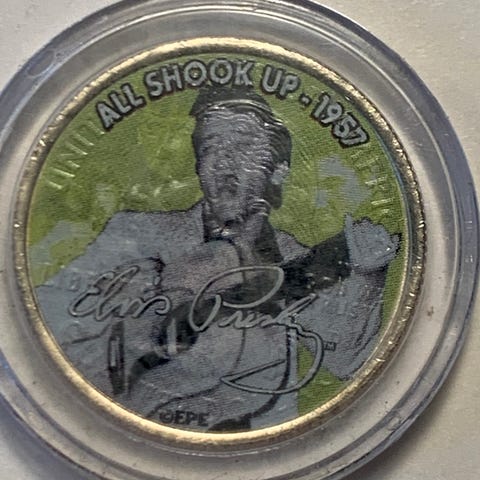 ALL SHOOK UP - 1957
Elvis Presley
TM
©EPE